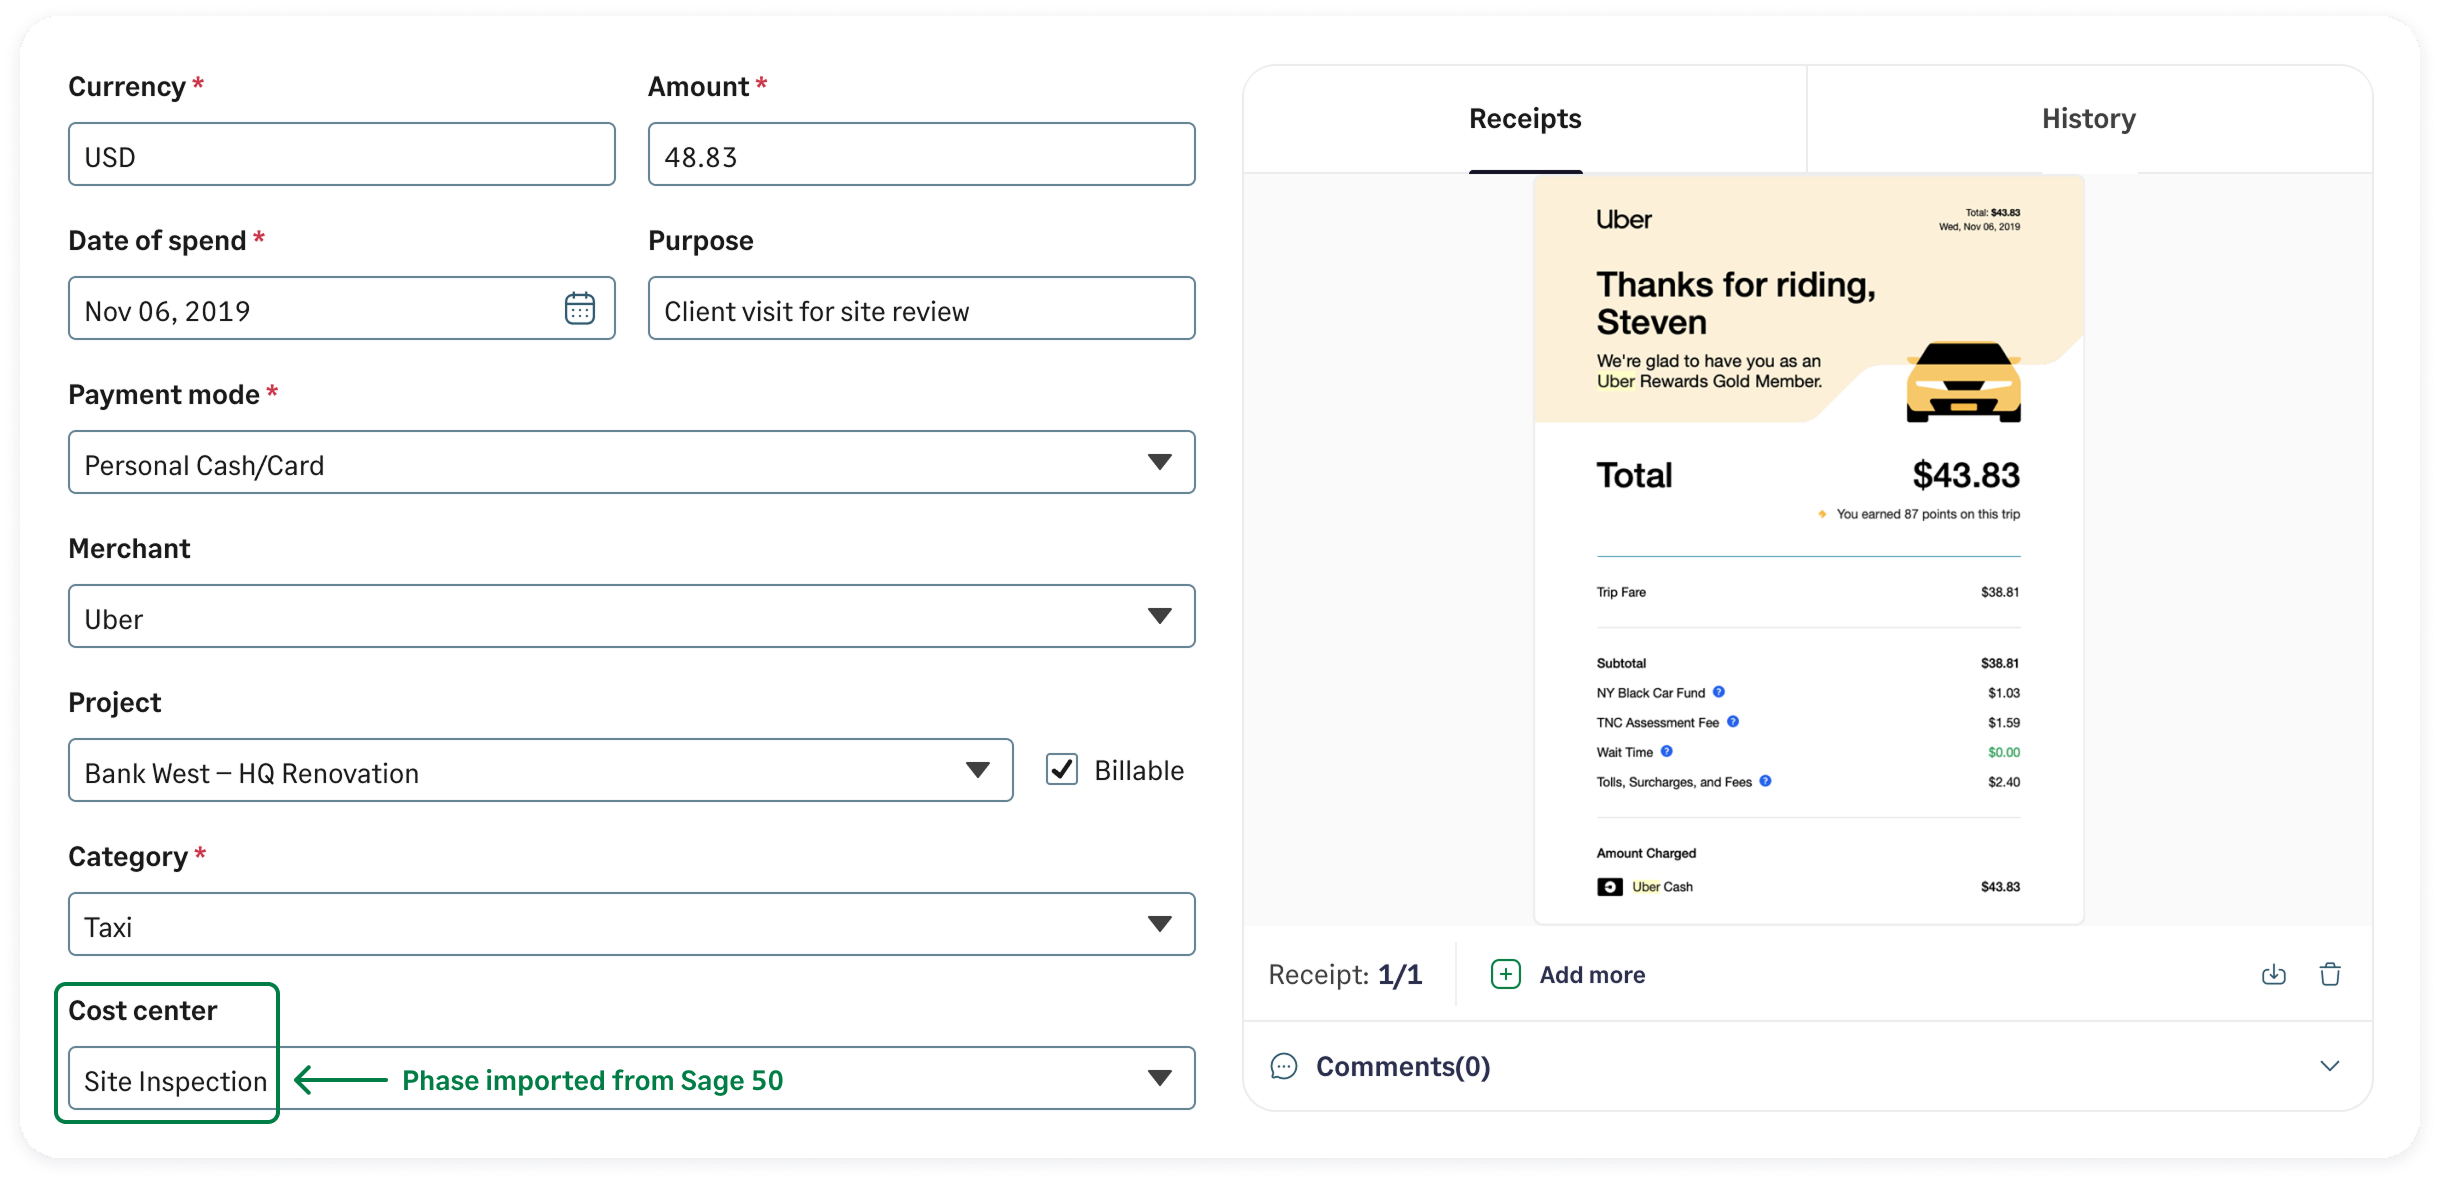 Currency *
USD
Amount *
48.83
Date of spend *
Nov 06, 2019
Purpose
Client visit for site review
Payment mode *
Personal Cash/Card
Merchant
Uber
Project
Bank West – HQ Renovation
Billable
Category *
Taxi
Cost center
Site Inspection
Phase imported from Sage 50
Receipts
History
Uber
Total: $43.83
Wed, Nov 06, 2019
Thanks for riding,
Steven
We're glad to have you as an
Uber Rewards Gold Member.
Total $43.83
You earned 87 points on this trip
Trip Fare $38.81
Subtotal $38.81
NY Black Car Fund ? $1.03
TNC Assessment Fee ? $1.59
Wait Time ? $0.00
Tolls, Surcharges, and Fees ? $2.40
Amount Charged
Uber Cash $43.83
Receipt: 1/1
Add more
Comments(0)